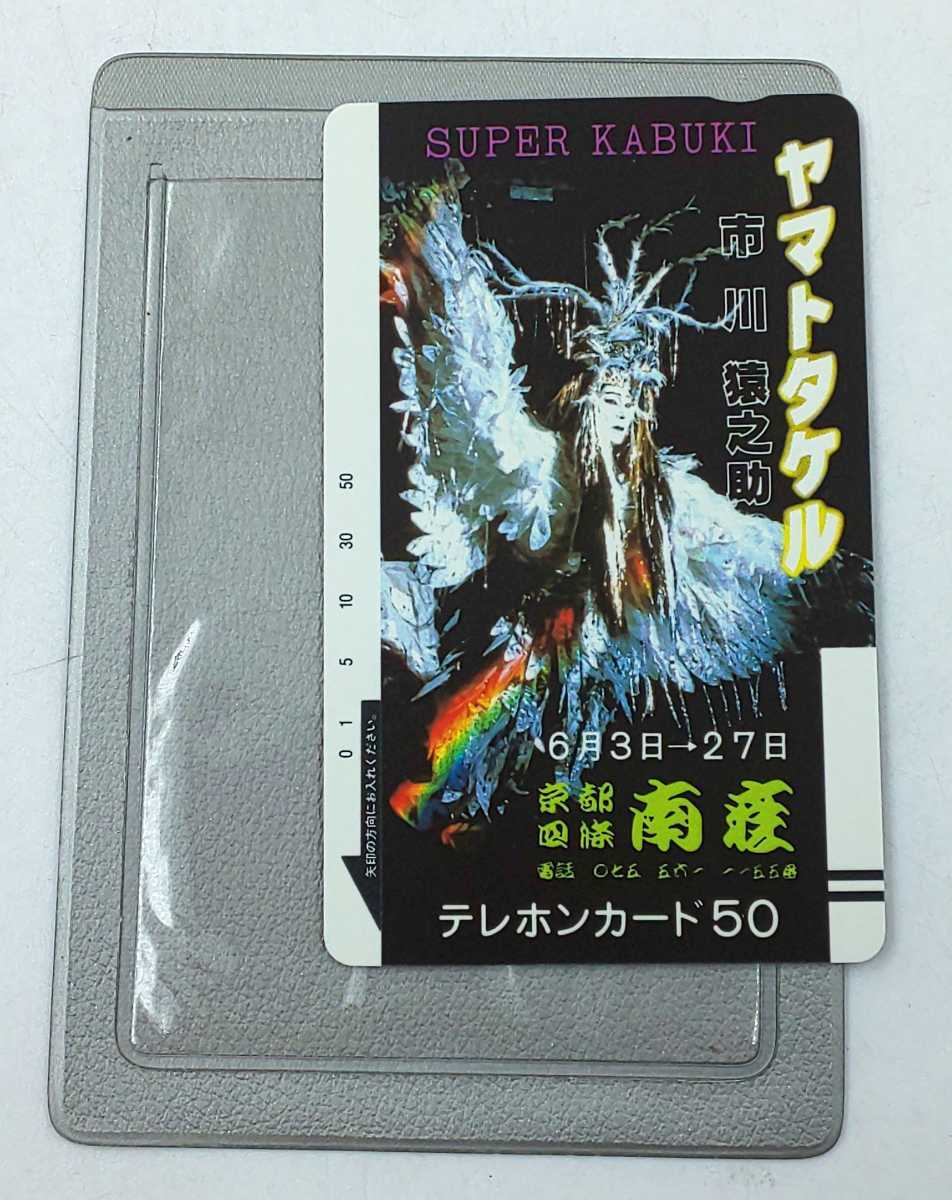 SUPER KABUKI
ヤマトタケル
市川猿之助
50
30
10
5
1
0
矢印の方向にお入れください。
6月3日→27日
京都
四條
南座
電話 〇七五 五六一 一一五五番
テレホンカード50